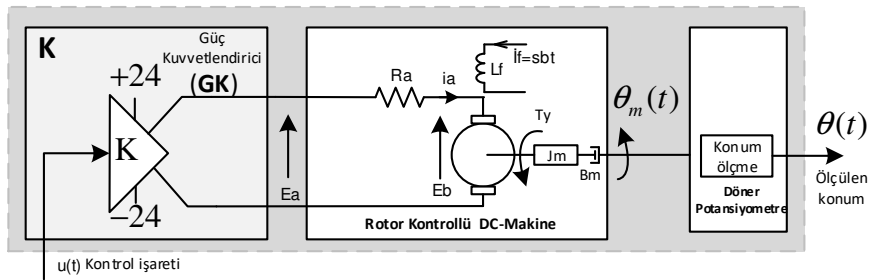 K
Güç
Kuvvetlendirici
(GK)
+24
K
−24
u(t) Kontrol işareti
Ea
Ra
ia
Eb
Lf
İf=sbt
Ty
Jm
Bm
Rotor Kontrollü DC-Makine
θm(t)
Konum
ölçme
Döner
Potansiyometre
θ(t)
Ölçülen
konum